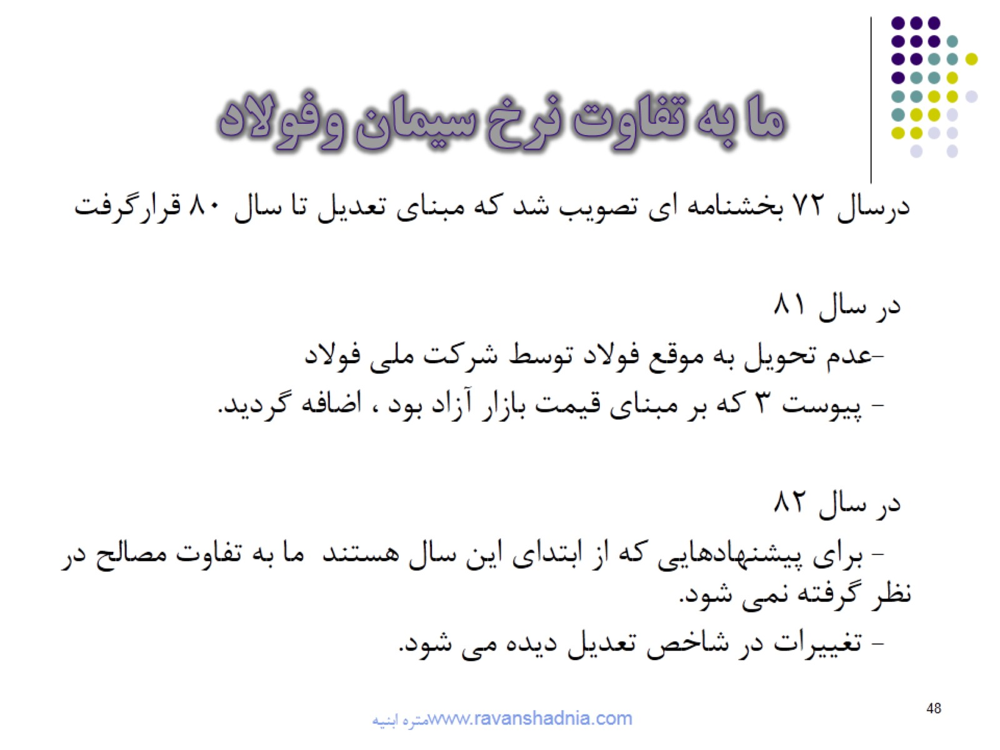 ما به تفاوت نرخ سیمان وفولاد
درسال ۷۲ بخشنامه ای تصویب شد که مبنای تعدیل تا سال ۸۰ قرارگرفت
در سال ۸۱
-عدم تحویل به موقع فولاد توسط شرکت ملی فولاد
- پیوست ۳ که بر مبنای قیمت بازار آزاد بود ، اضافه گردید.
در سال ۸۲
- برای پیشنهادهایی که از ابتدای این سال هستند ما به تفاوت مصالح در
نظر گرفته نمی شود.
- تغییرات در شاخص تعدیل دیده می شود.
متره ابنیهwww.ravanshadnia.com
48